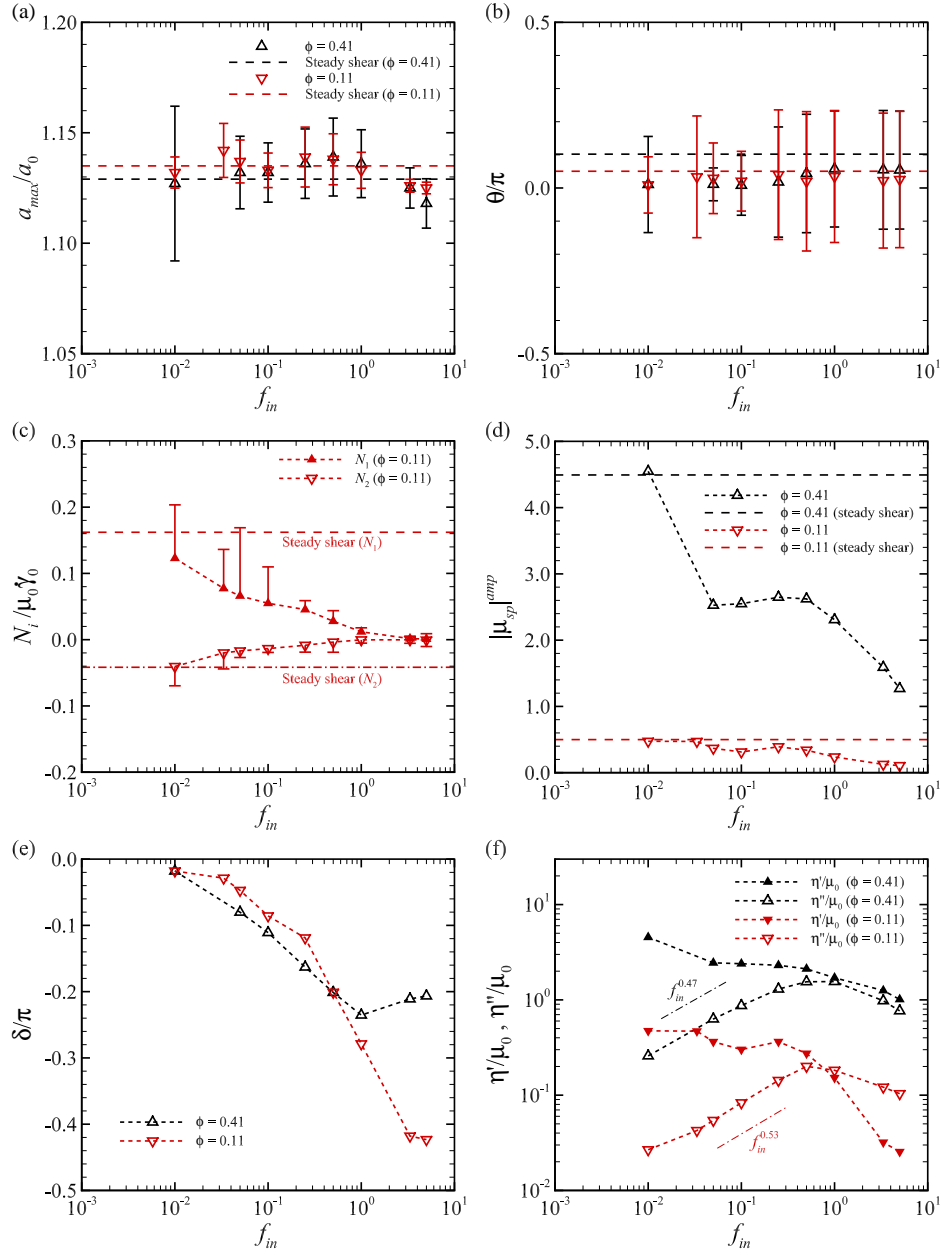 (a)
1.20
1.15
1.10
1.05
a_max/a_0
ϕ = 0.41
Steady shear (ϕ = 0.41)
ϕ = 0.11
Steady shear (ϕ = 0.11)
10^-3 10^-2 10^-1 10^0 10^1
f_in
(b)
0.5
0.0
-0.5
θ/π
10^-3 10^-2 10^-1 10^0 10^1
f_in
(c)
0.3
0.2
0.1
0.0
-0.1
-0.2
N_i/μ_0γ̇_0
N_1 (ϕ = 0.11)
N_2 (ϕ = 0.11)
Steady shear (N_1)
Steady shear (N_2)
10^-3 10^-2 10^-1 10^0 10^1
f_in
(d)
5.0
4.5
3.6
2.7
1.8
0.9
0.0
|μ_sp|^amp
ϕ = 0.41
ϕ = 0.41 (steady shear)
ϕ = 0.11
ϕ = 0.11 (steady shear)
10^-3 10^-2 10^-1 10^0 10^1
f_in
(e)
0.0
-0.1
-0.2
-0.3
-0.4
-0.5
δ/π
ϕ = 0.41
ϕ = 0.11
10^-3 10^-2 10^-1 10^0 10^1
f_in
(f)
10^1
10^0
10^-1
10^-2
η'/μ_0 , η''/μ_0
η'/μ_0 (ϕ = 0.41)
η''/μ_0 (ϕ = 0.41)
η'/μ_0 (ϕ = 0.11)
η''/μ_0 (ϕ = 0.11)
f_in^0.47
f_in^0.53
10^-3 10^-2 10^-1 10^0 10^1
f_in